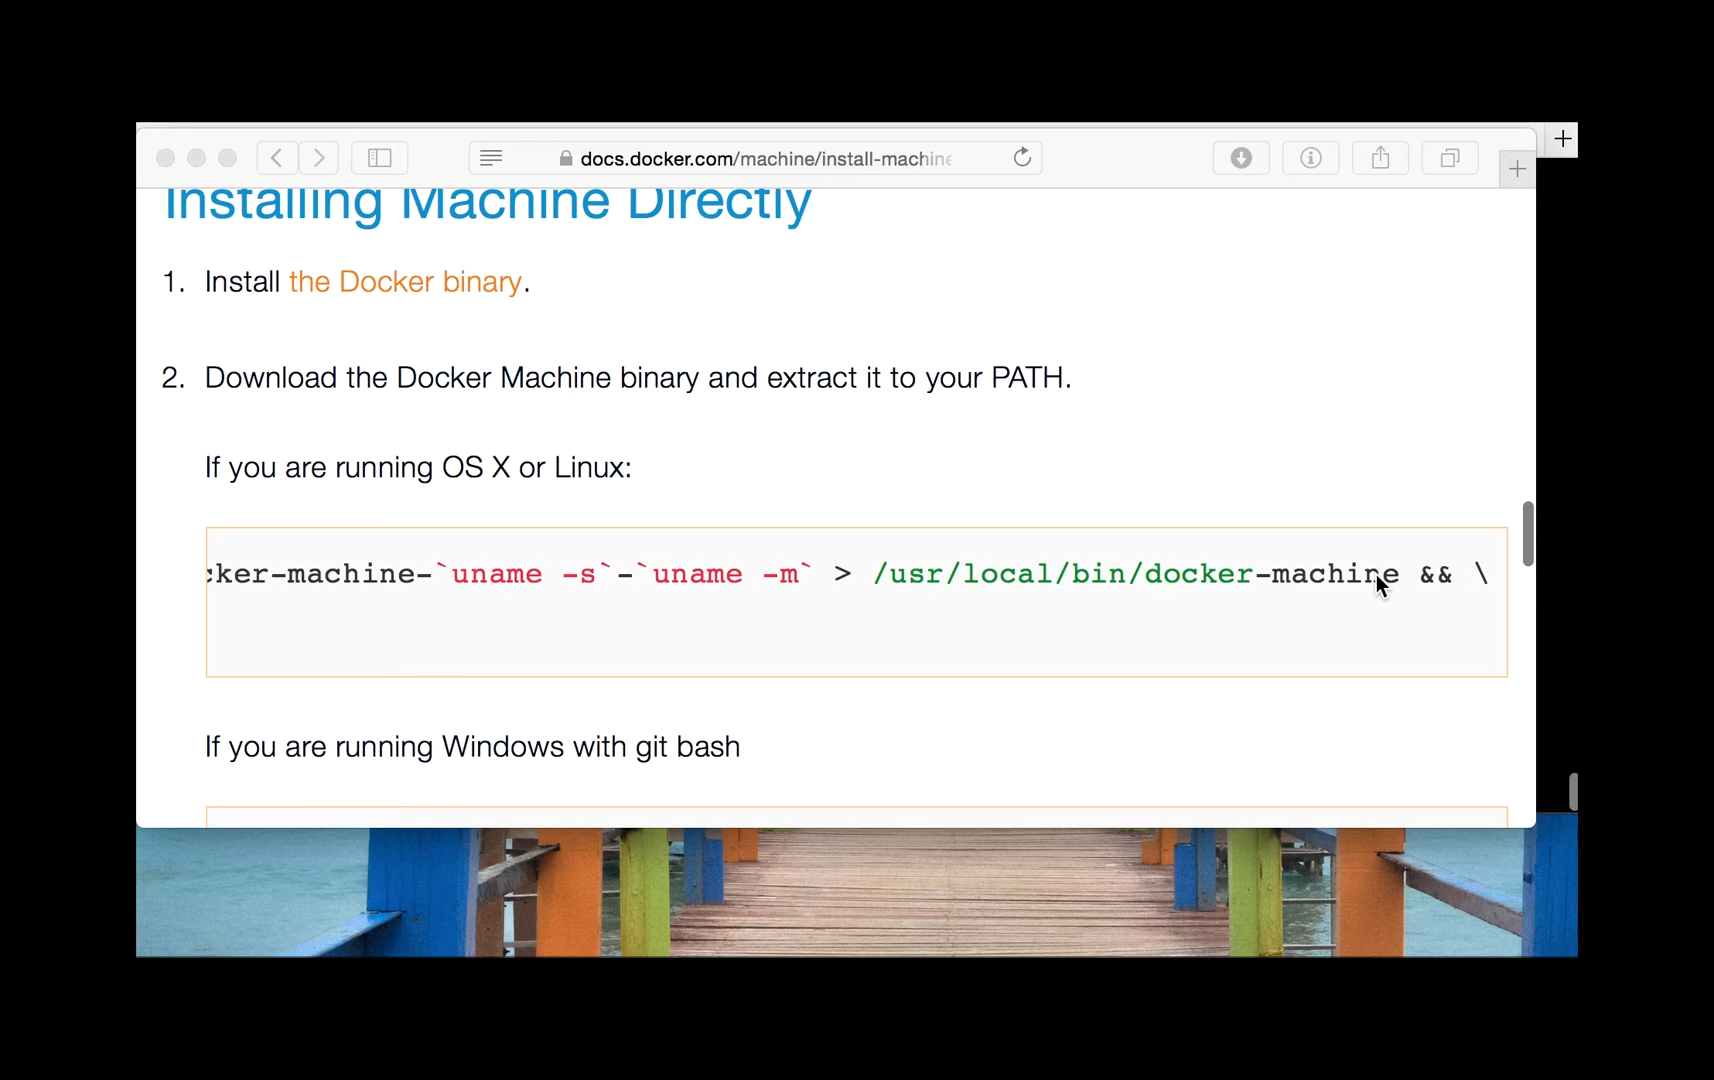 docs.docker.com/machine/install-machine
Installing Machine Directly
1. Install the Docker binary.
2. Download the Docker Machine binary and extract it to your PATH.
If you are running OS X or Linux:
cker-machine-`uname -s`-`uname -m` > /usr/local/bin/docker-machine && \
If you are running Windows with git bash